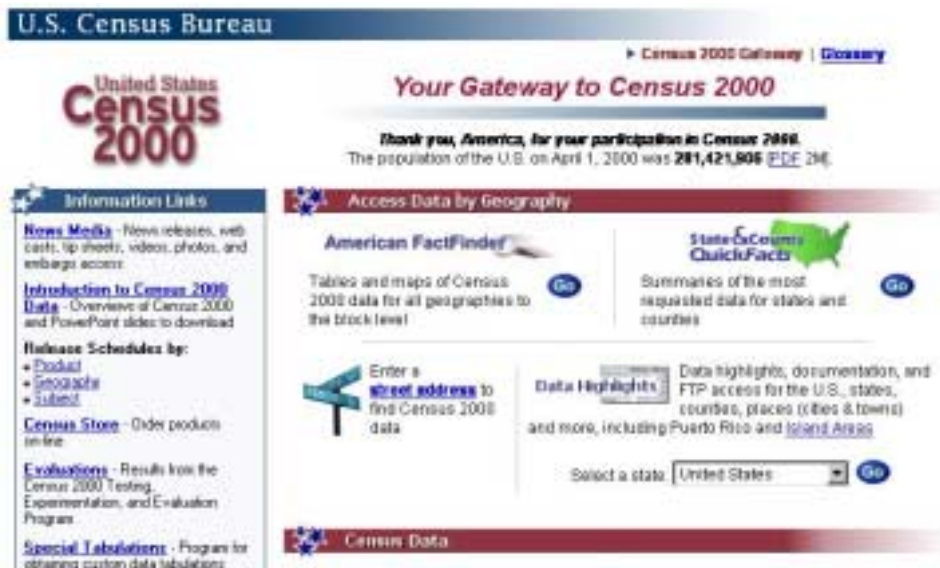 U.S. Census Bureau
Census 2000 Gateway | Glossary
United States
Census
2000
Your Gateway to Census 2000
Thank you, America, for your participation in Census 2000.
The population of the U.S. on April 1, 2000 was 281,421,906 (PDF 2M).
Information Links
News Media - News releases, web
casts, tip sheets, videos, photos, and
embargo access
Introduction to Census 2000
Data - Overviews of Census 2000
and PowerPoint slides to download
Release Schedules by:
Product
Geography
Subject
Census Store - Order products
on-line
Evaluations - Results from the
Census 2000 Testing,
Experimentation, and Evaluation
Program
Special Tabulations - Program for
obtaining custom data tabulations
Access Data by Geography
American FactFinder
Tables and maps of Census
2000 data for all geographies to
the block level
Go
State & County
QuickFacts
Summaries of the most
requested data for states and
counties
Go
Enter a
street address to
find Census 2000
data
Data Highlights
Data highlights, documentation, and
FTP access for the U.S., states,
counties, places (cities & towns)
and more, including Puerto Rico and Island Areas
Select a state United States Go
Census Data